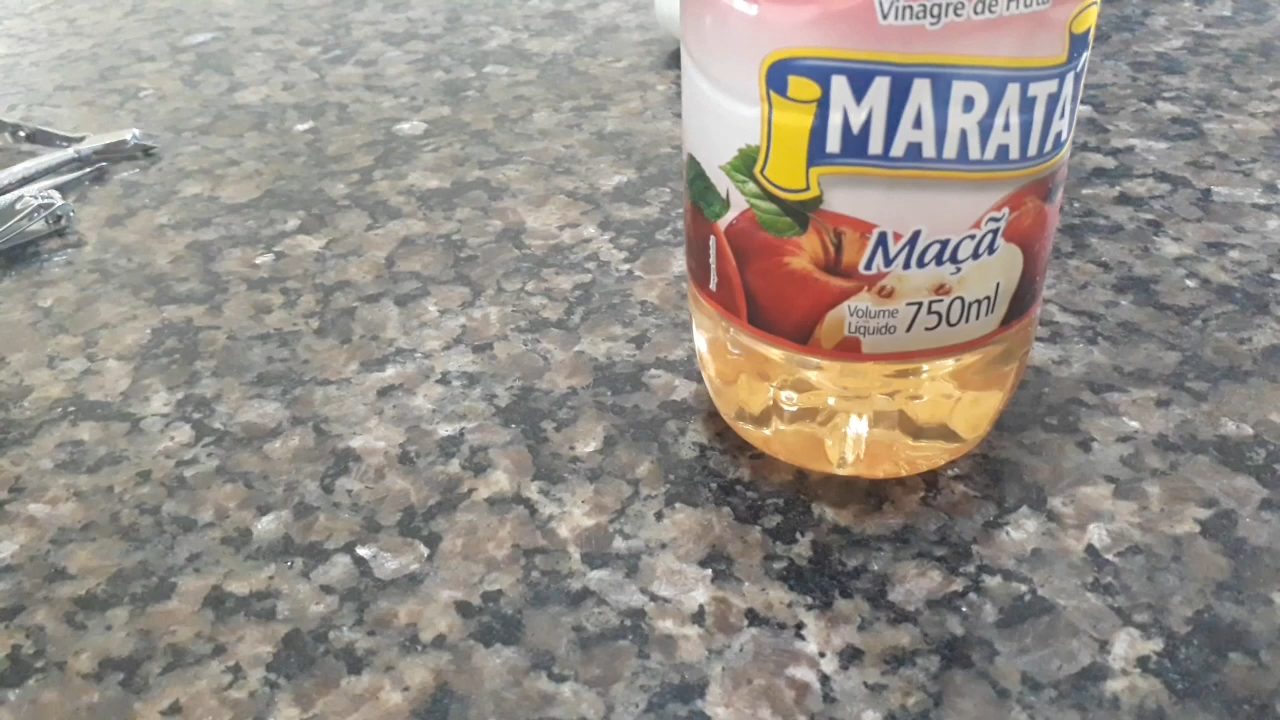 Vinagre de Fruta
MARATÁ
Maçã
Volume
Líquido 750ml